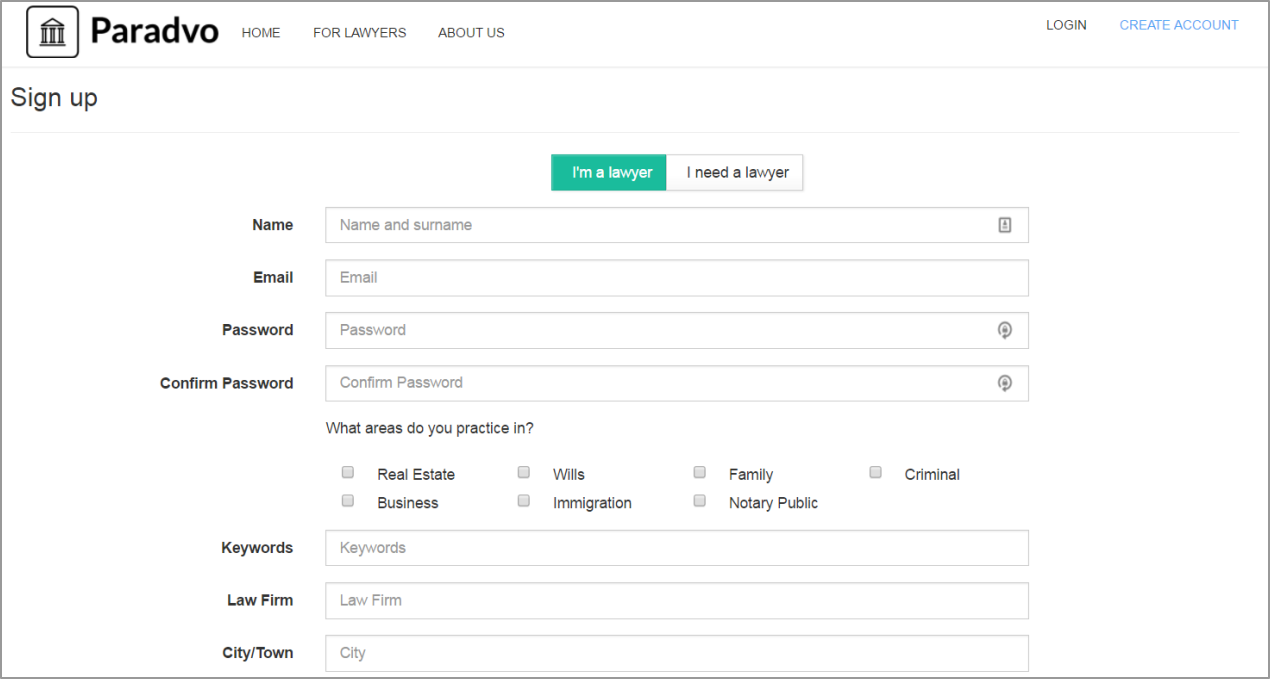 Paradvo HOME FOR LAWYERS ABOUT US LOGIN CREATE ACCOUNT
Sign up
I'm a lawyer I need a lawyer
Name Name and surname
Email Email
Password Password
Confirm Password Confirm Password
What areas do you practice in?
Real Estate Wills Family Criminal
Business Immigration Notary Public
Keywords Keywords
Law Firm Law Firm
City/Town City